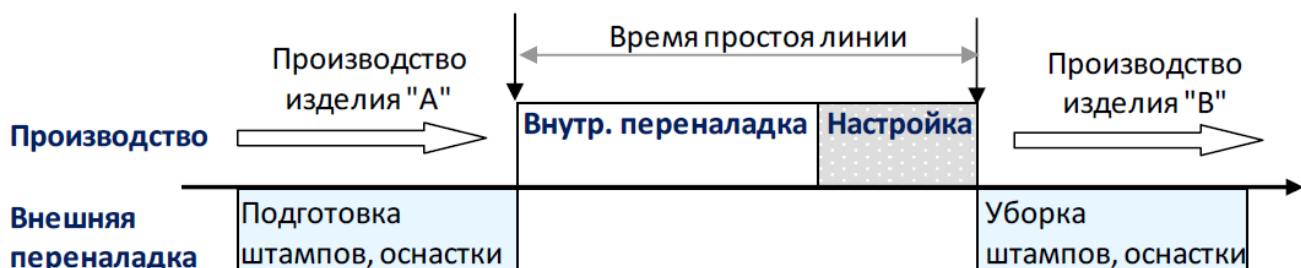 Время простоя линии
Производство
изделия "А"
Производство
изделия "В"
Производство
Внутр. переналадка
Настройка
Внешняя
переналадка
Подготовка
штампов, оснастки
Уборка
штампов, оснастки